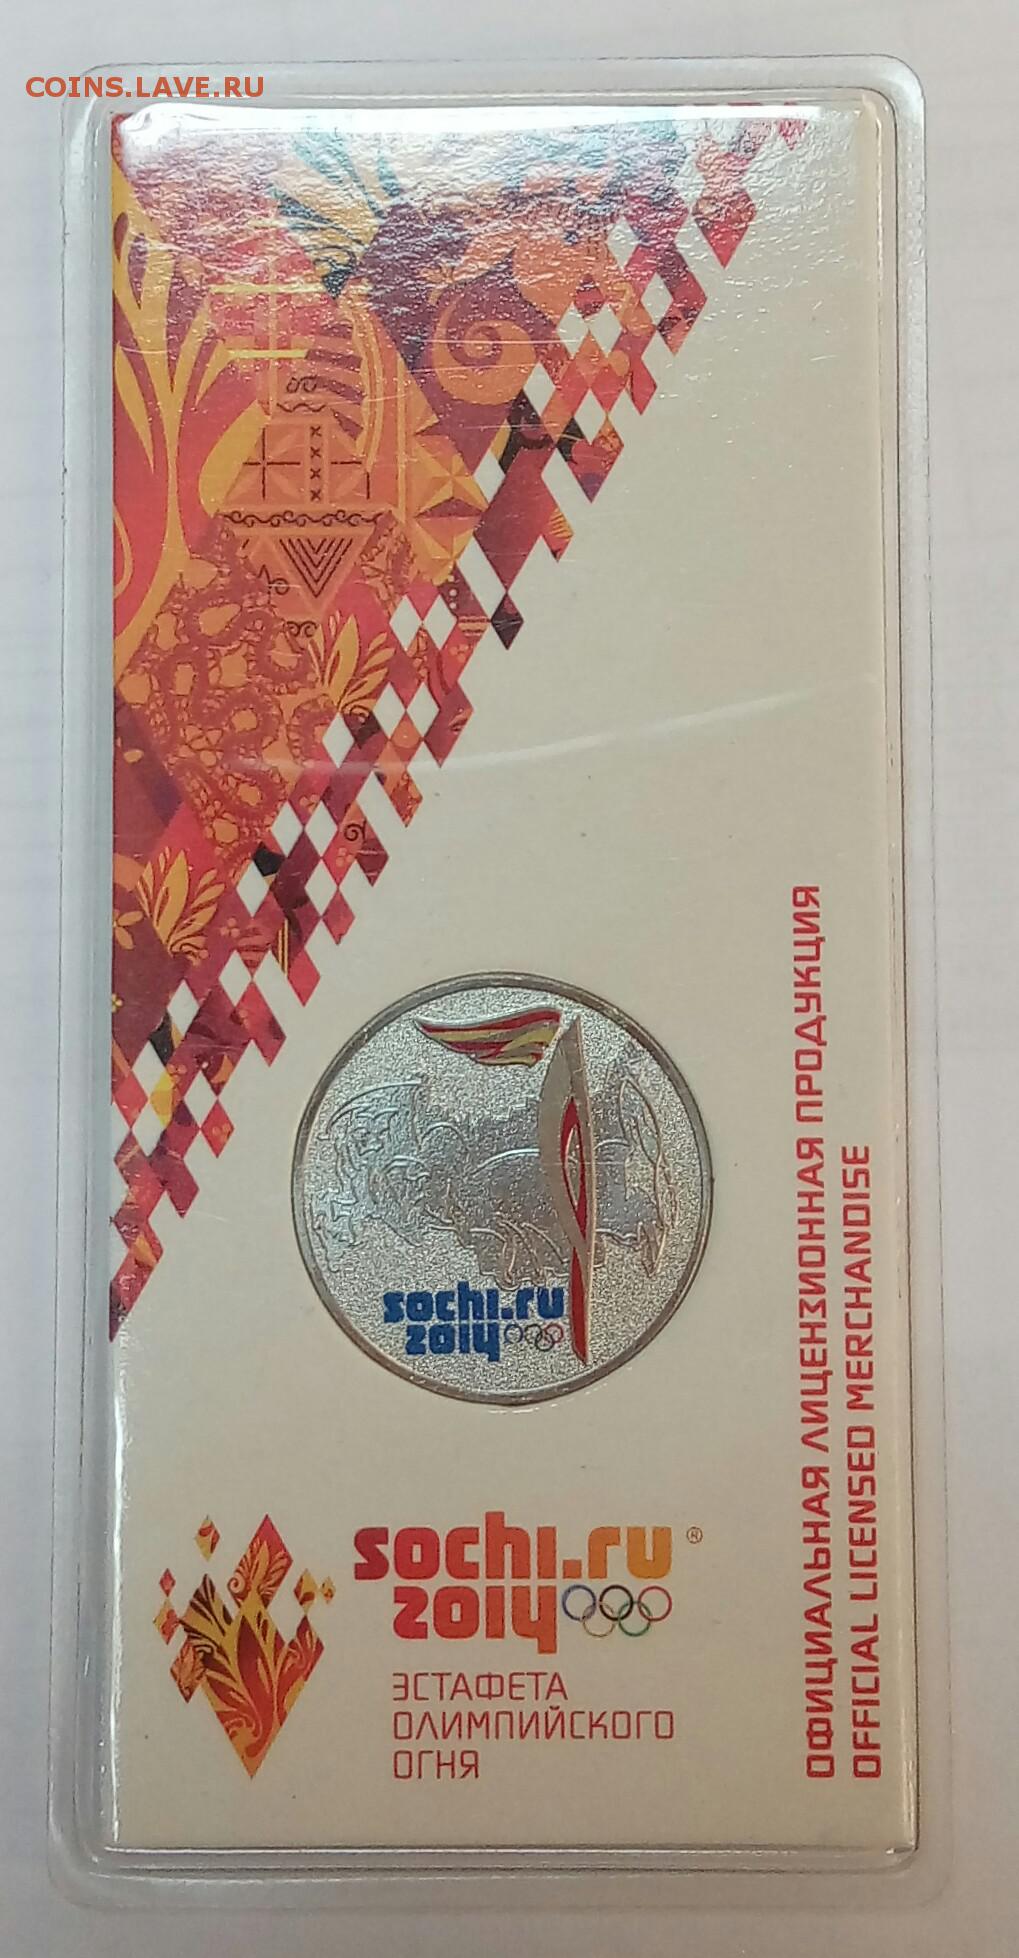 COINS.LAVE.RU
sochi.ru
2014
sochi.ru ®
2014
ЭСТАФЕТА
ОЛИМПИЙСКОГО
ОГНЯ
ОФИЦИАЛЬНАЯ ЛИЦЕНЗИОННАЯ ПРОДУКЦИЯ
OFFICIAL LICENSED MERCHANDISE